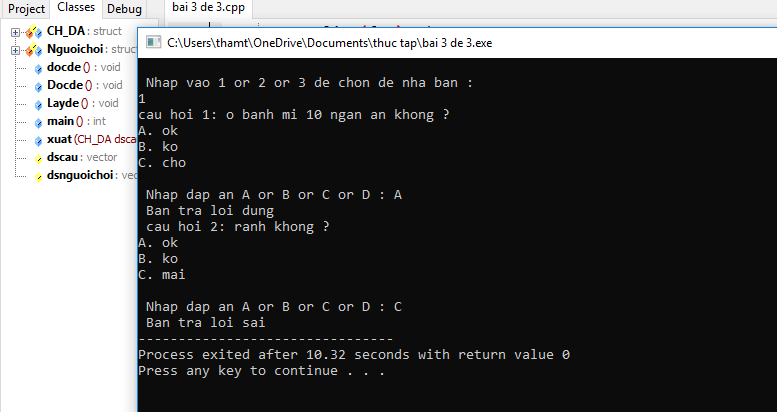 Project Classes Debug
CH_DA : struct
Nguoichoi : struct
docde () : void
Docde () : void
Layde () : void
main () : int
xuat (CH_DA dsca
dscau : vector
dsnguoichoi : vec
bai 3 de 3.cpp
C:\Users\thamt\OneDrive\Documents\thuc tap\bai 3 de 3.exe
Nhap vao 1 or 2 or 3 de chon de nha ban :
1
cau hoi 1: o banh mi 10 ngan an khong ?
A. ok
B. ko
C. cho
Nhap dap an A or B or C or D : A
Ban tra loi dung
cau hoi 2: ranh khong ?
A. ok
B. ko
C. mai
Nhap dap an A or B or C or D : C
Ban tra loi sai
--------------------------------
Process exited after 10.32 seconds with return value 0
Press any key to continue . . .